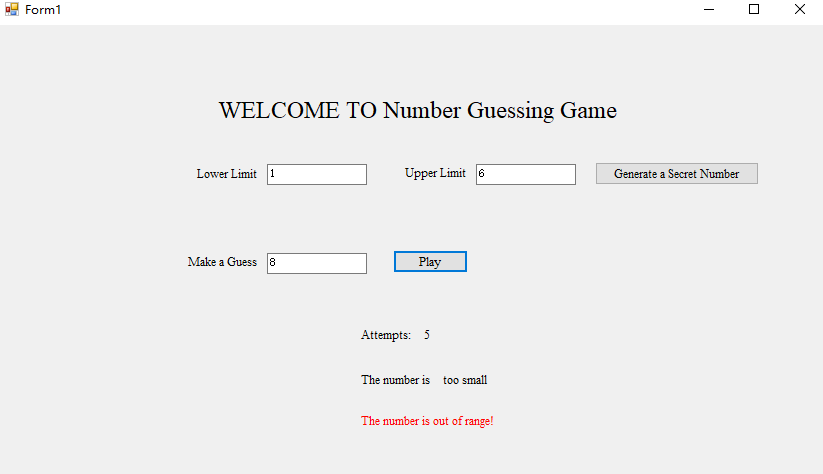 Form1
WELCOME TO Number Guessing Game
Lower Limit 1 Upper Limit 6 Generate a Secret Number
Make a Guess 8 Play
Attempts: 5
The number is too small
The number is out of range!